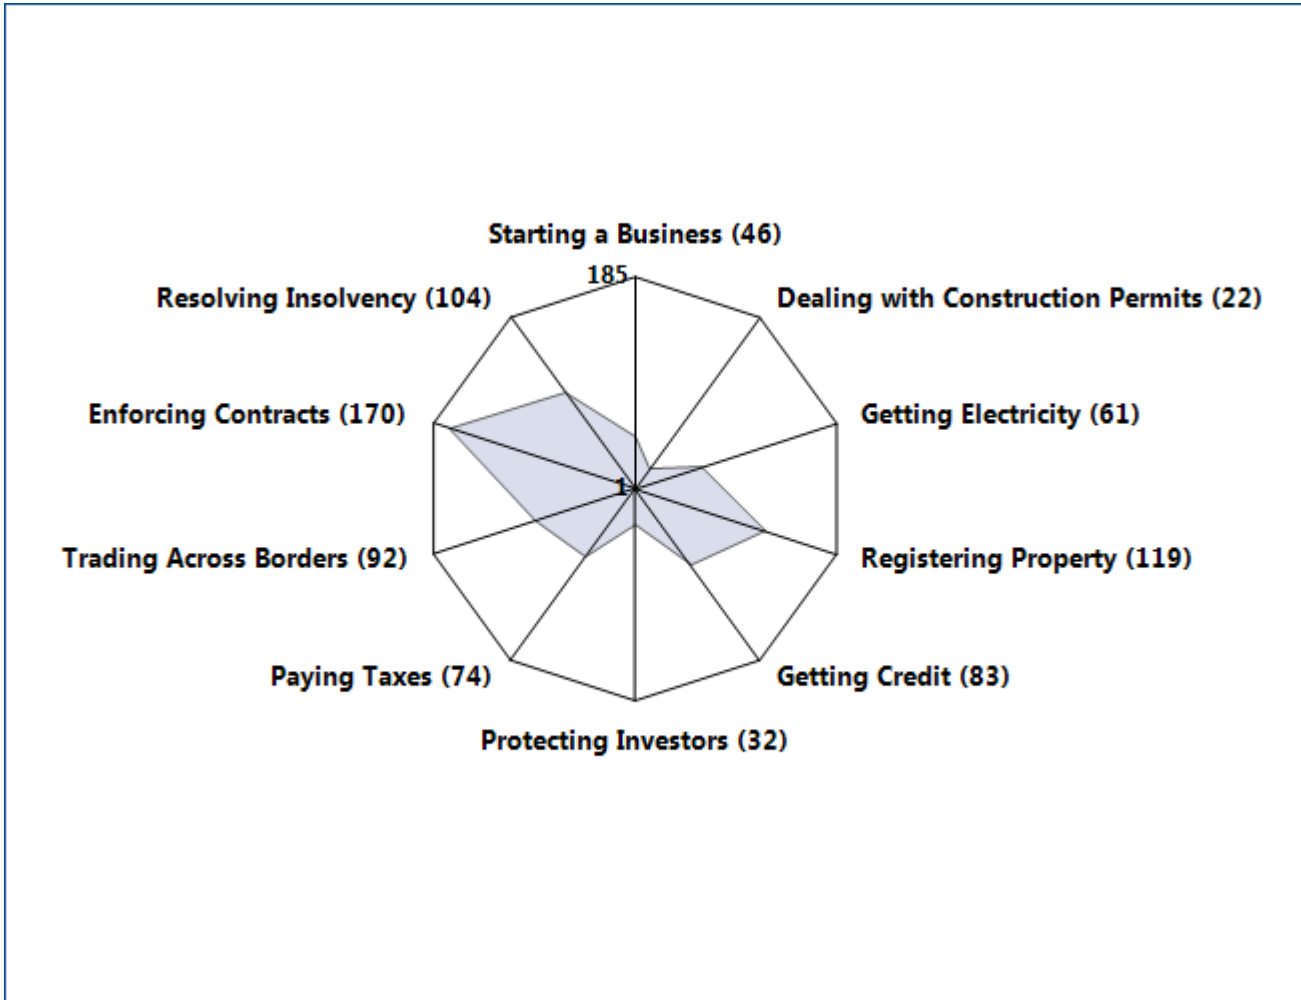 Starting a Business (46)
185
Resolving Insolvency (104)
Dealing with Construction Permits (22)
Enforcing Contracts (170)
Getting Electricity (61)
1
Trading Across Borders (92)
Registering Property (119)
Paying Taxes (74)
Getting Credit (83)
Protecting Investors (32)